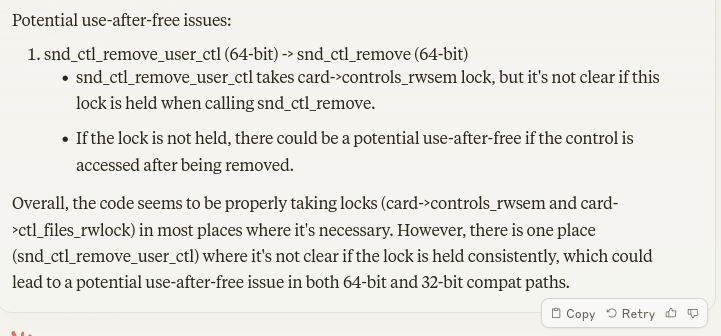 Potential use-after-free issues:
1. snd_ctl_remove_user_ctl (64-bit) -> snd_ctl_remove (64-bit)
• snd_ctl_remove_user_ctl takes card->controls_rwsem lock, but it's not clear if this
lock is held when calling snd_ctl_remove.
• If the lock is not held, there could be a potential use-after-free if the control is
accessed after being removed.
Overall, the code seems to be properly taking locks (card->controls_rwsem and card-
>ctl_files_rwlock) in most places where it's necessary. However, there is one place
(snd_ctl_remove_user_ctl) where it's not clear if the lock is held consistently, which could
lead to a potential use-after-free issue in both 64-bit and 32-bit compat paths.
Copy Retry